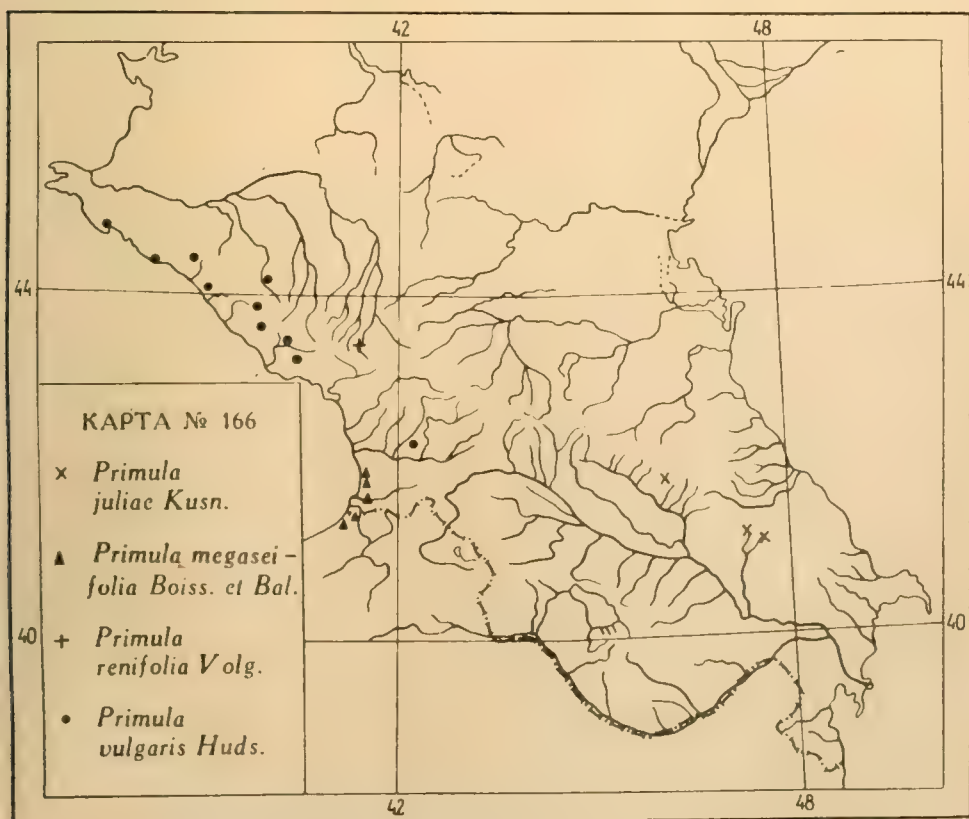 42 48
44 44
КАРТА № 166
× Primula
juliae Kusn.
▲ Primula megasei-
folia Boiss. et Bal.
40 40
+ Primula
renifolia Volg.
• Primula
vulgaris Huds.
42 48